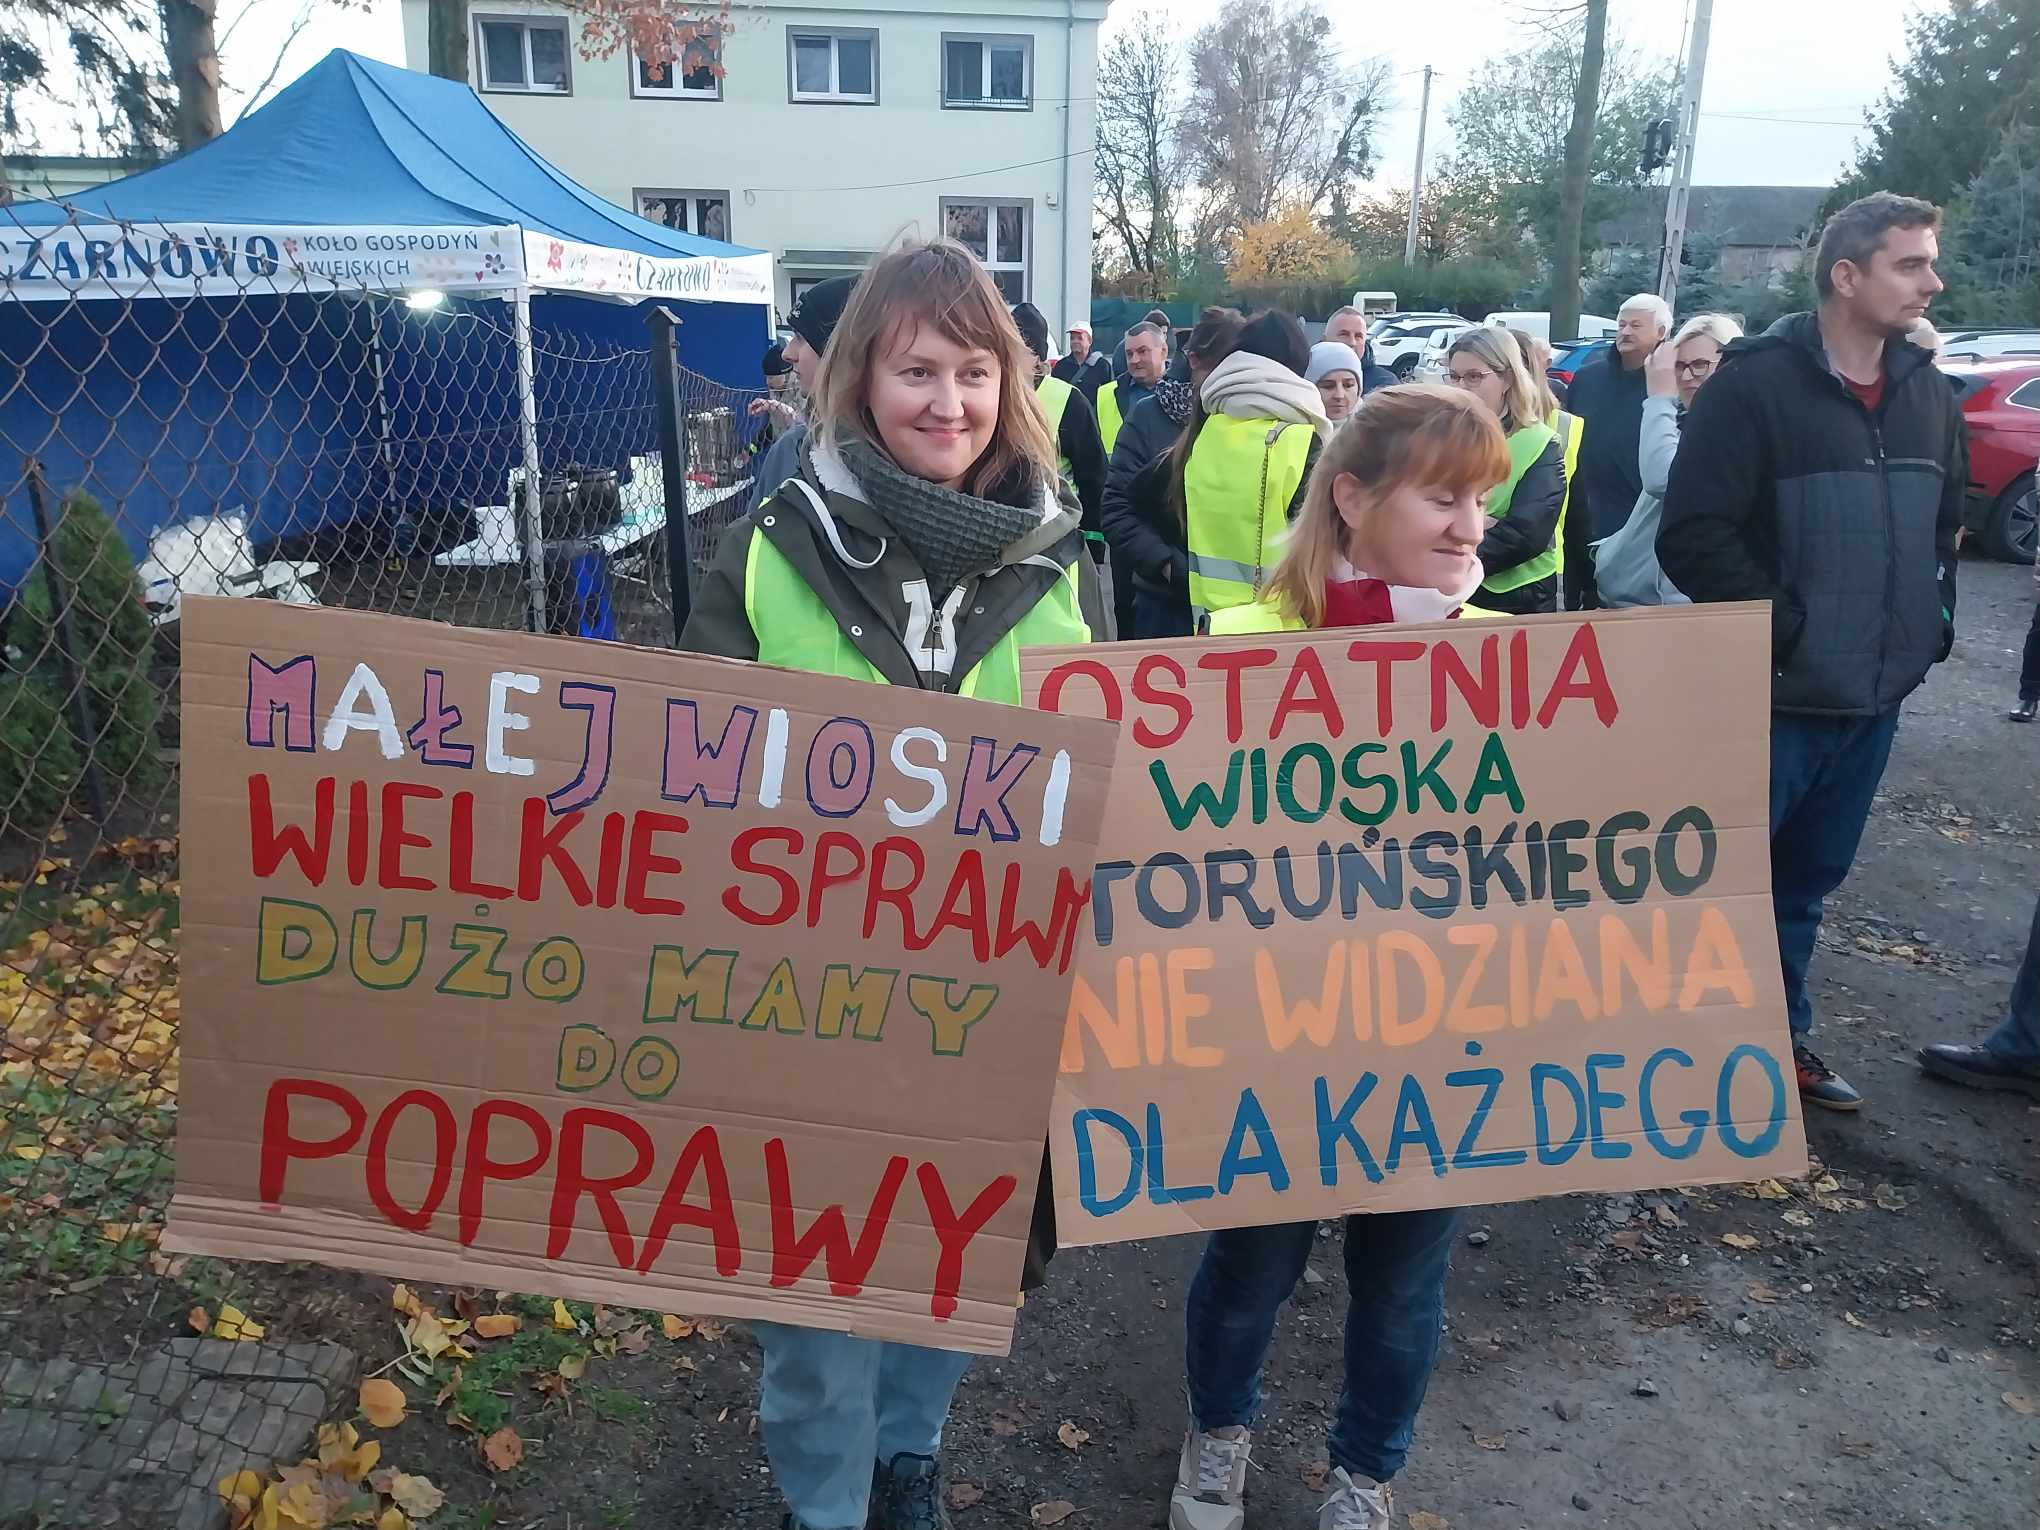 CZARNOWO
KOŁO GOSPODYŃ
WIEJSKICH
CZARNOWO
MAŁEJ WIOSKI
WIELKIE SPRAWY
DUŻO MAMY
DO
POPRAWY
OSTATNIA
WIOSKA
TORUŃSKIEGO
NIE WIDZIANA
DLA KAŻDEGO